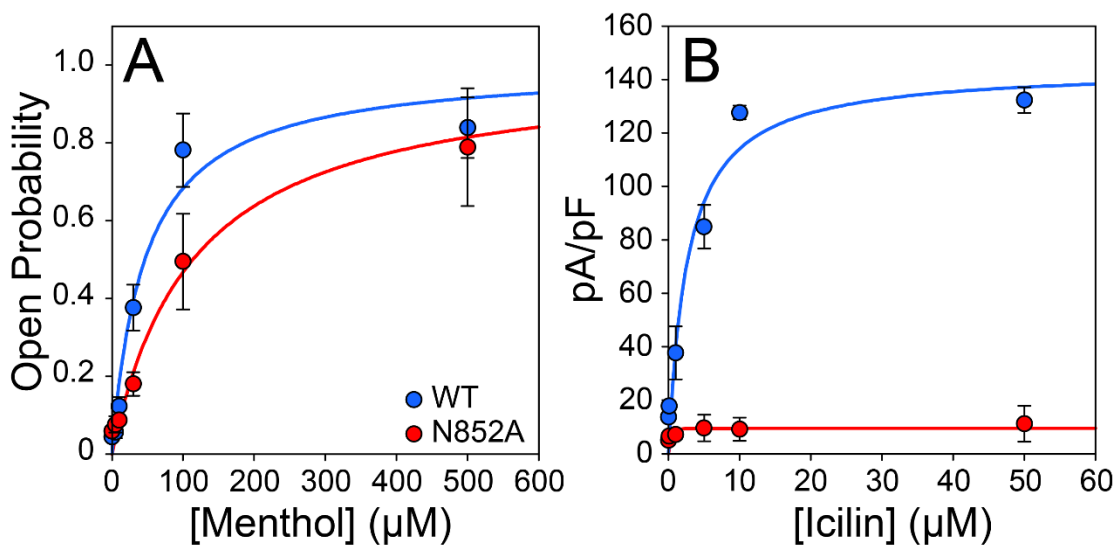 A
Open Probability
1.0
0.8
0.6
0.4
0.2
0
0 100 200 300 400 500 600
[Menthol] (µM)
WT
N852A
B
pA/pF
160
140
120
100
80
60
40
20
0
0 10 20 30 40 50 60
[Icilin] (µM)